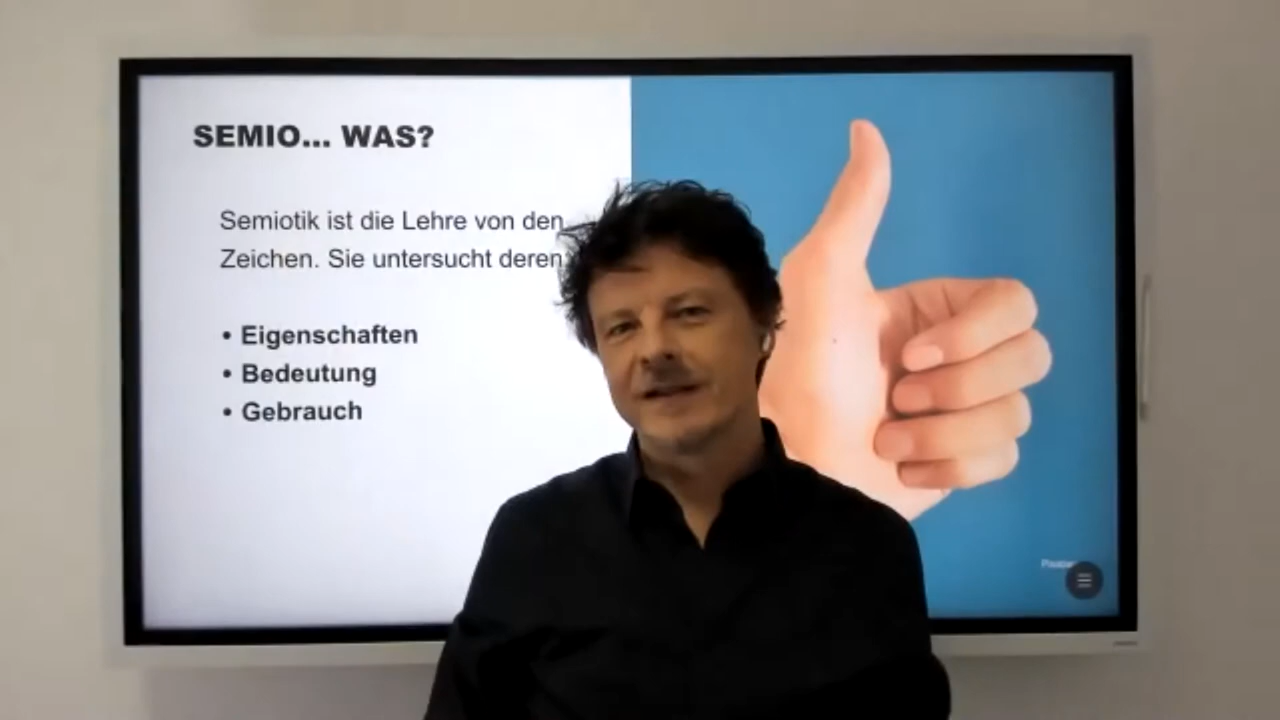 SEMIO... WAS?
Semiotik ist die Lehre von den
Zeichen. Sie untersucht deren
• Eigenschaften
• Bedeutung
• Gebrauch